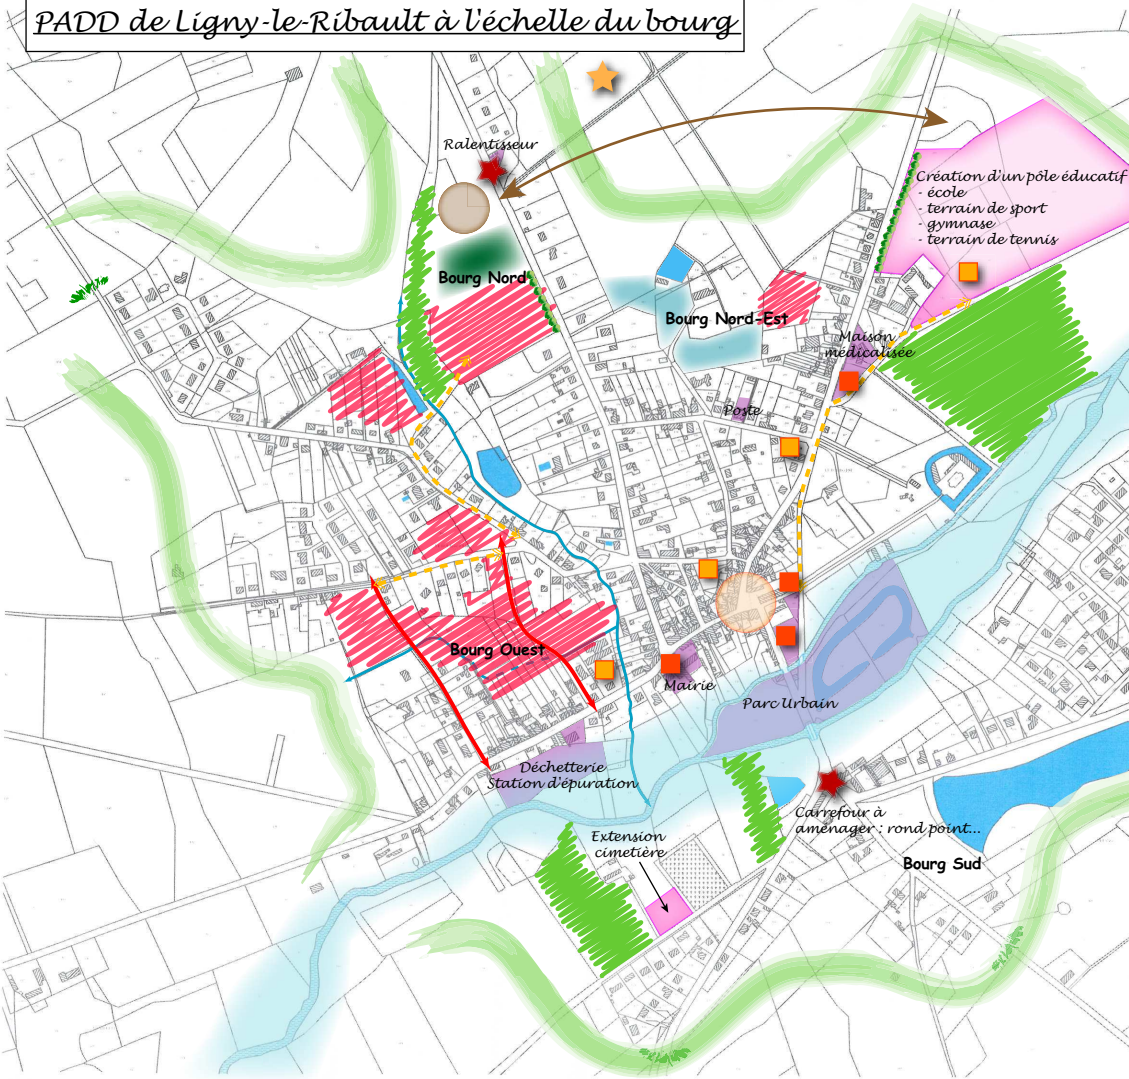 PADD de Ligny-le-Ribault à l'échelle du bourg
Ralentisseur
Création d'un pôle éducatif
- école
- terrain de sport
- gymnase
- terrain de tennis
Bourg Nord
Bourg Nord-Est
Maison
médicalisée
Poste
Bourg Ouest
Mairie
Parc Urbain
Déchetterie
Station d'épuration
Carrefour à
aménager : rond point...
Extension
cimetière
Bourg Sud